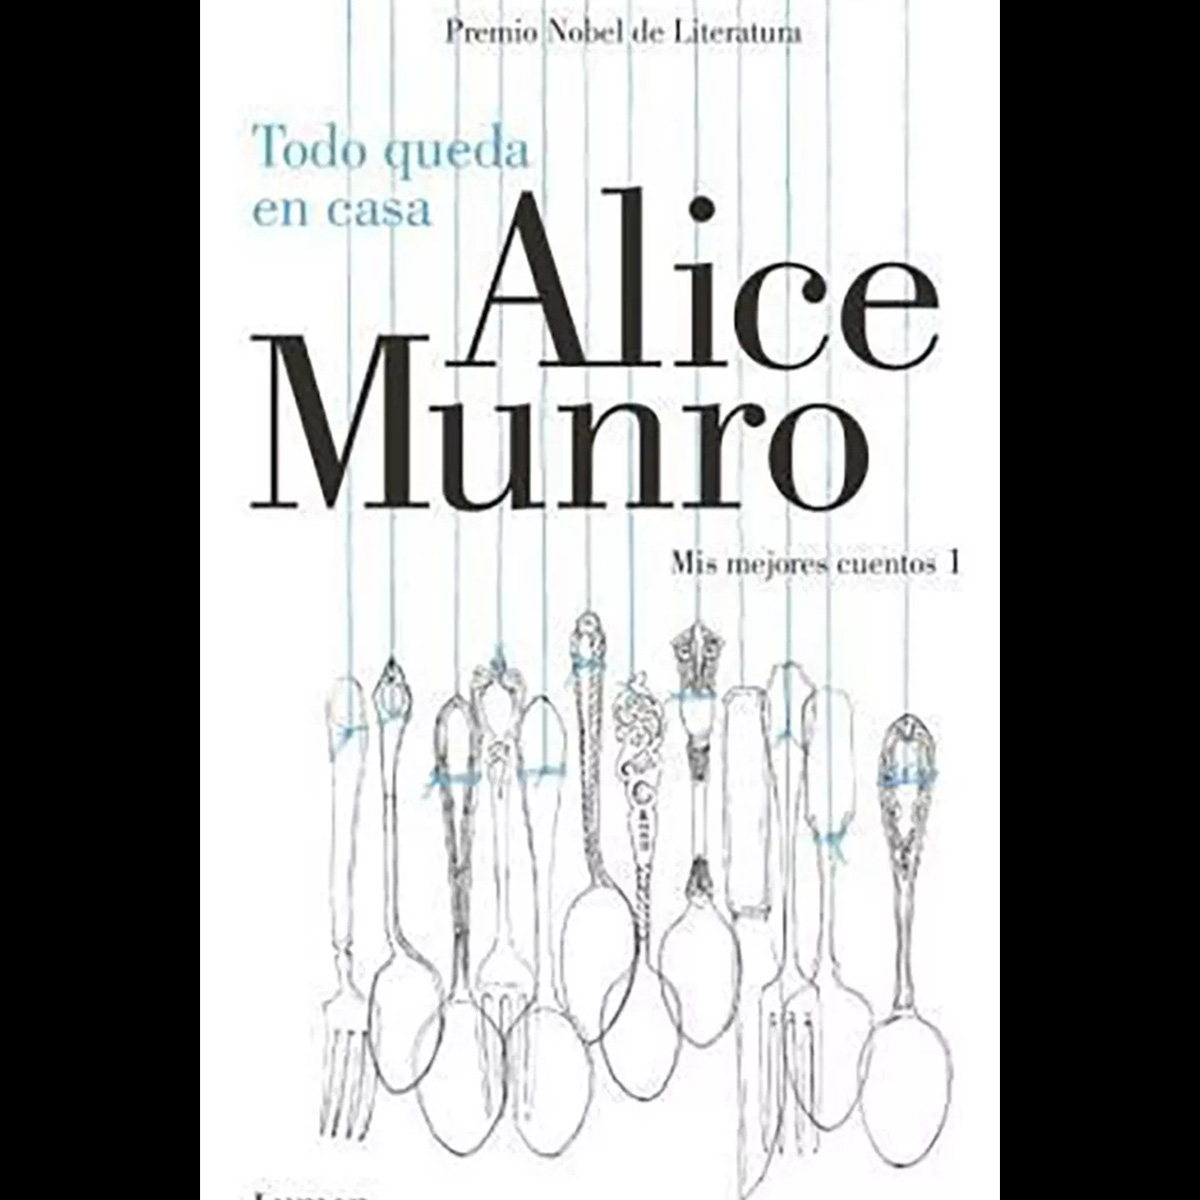 Premio Nobel de Literatura
Todo queda
en casa
Alice
Munro
Mis mejores cuentos 1